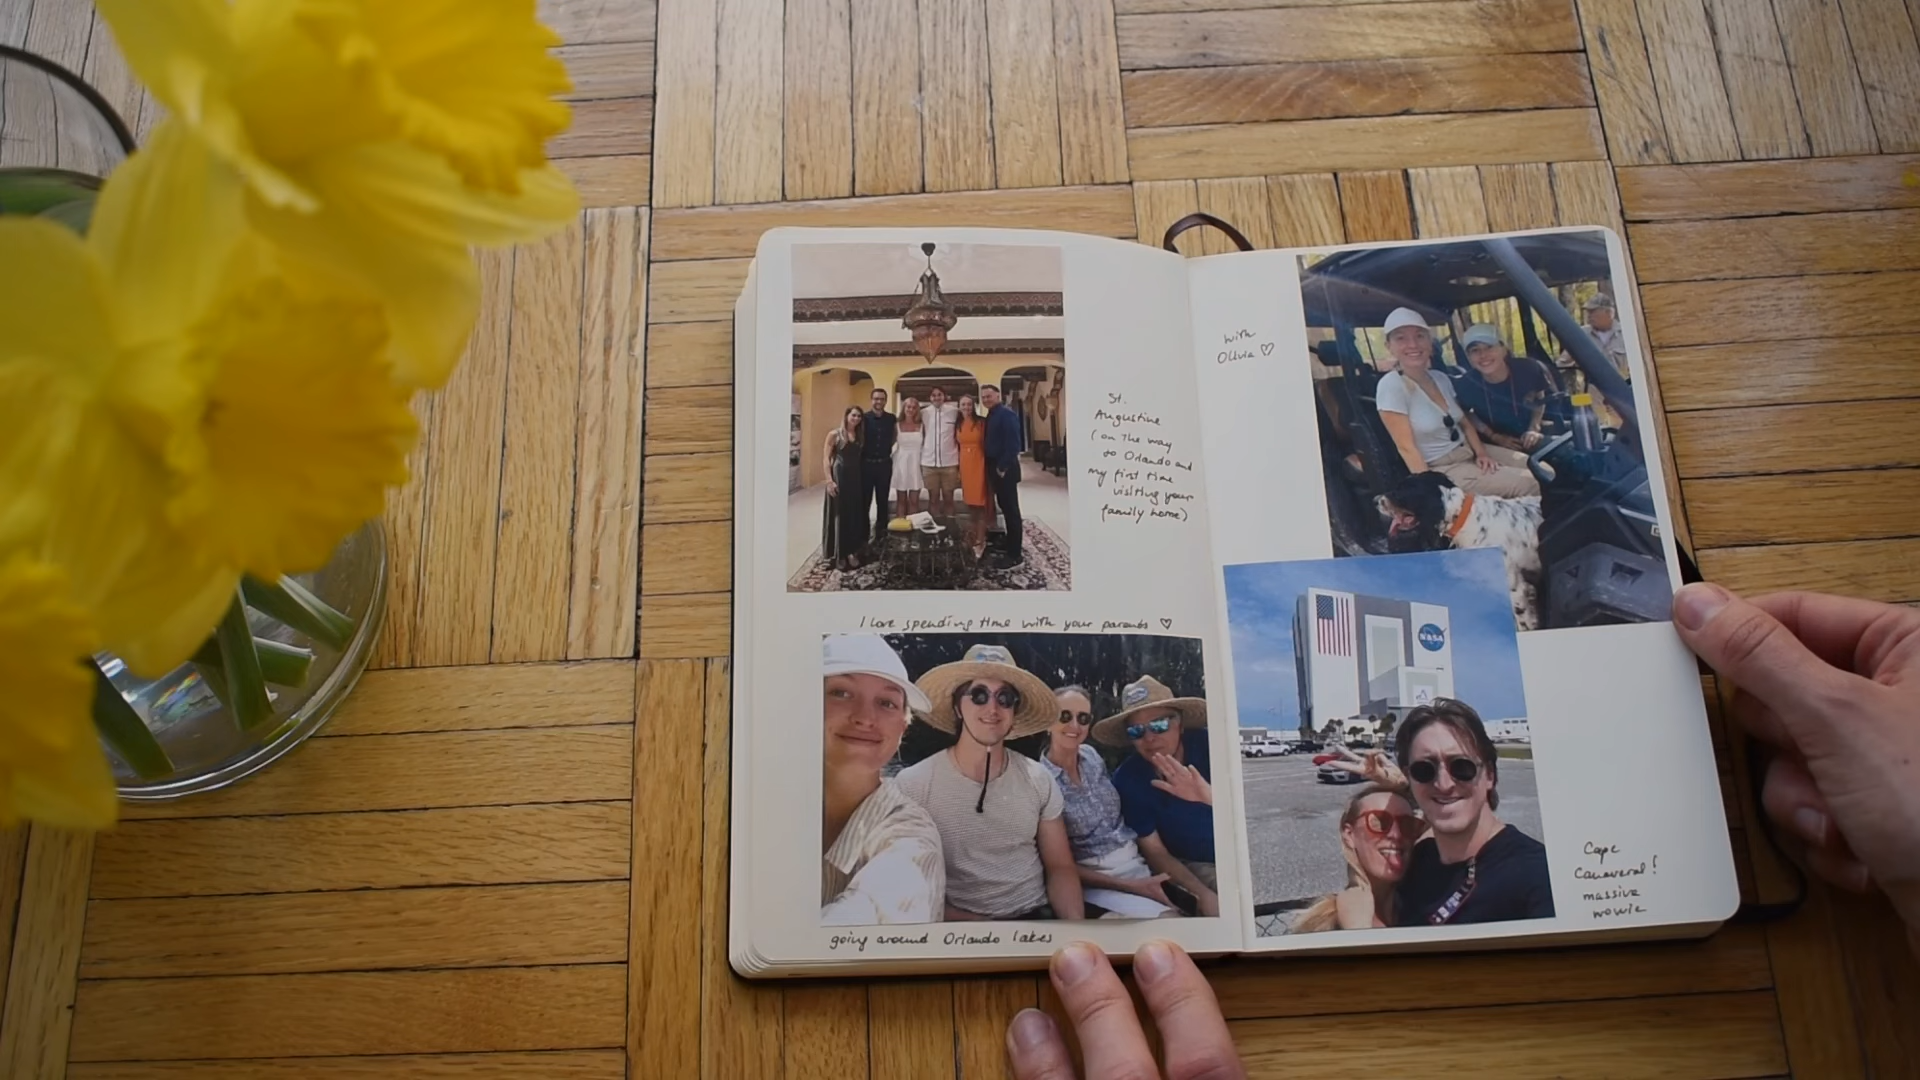 St.
Augustine
(on the way
to Orlando and
my first time
visiting your
family home)
I love spending time with your parents ♡
going around Orlando lakes
with
Olivia ♡
NASA
Cape
Canaveral!
massive
wowie